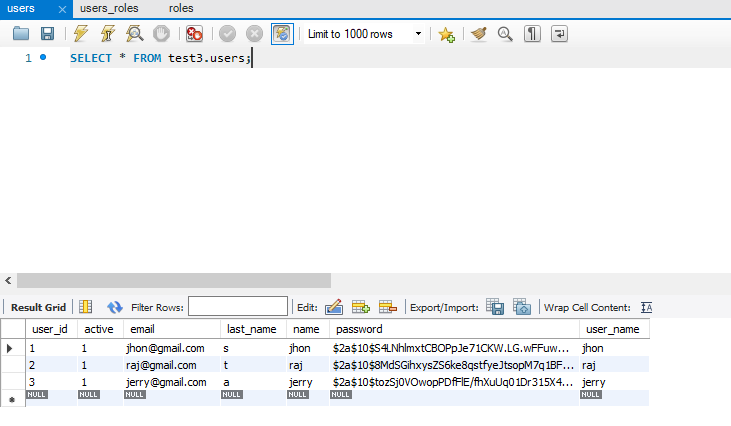 users users_roles roles
Limit to 1000 rows
1 SELECT * FROM test3.users;
Result Grid Filter Rows: Edit: Export/Import: Wrap Cell Content:
user_id active email last_name name password user_name
1 1 jhon@gmail.com s jhon $2a$10$S4LNhlmxtCBOPpJe71CKW.LG.wFFuw... jhon
2 1 raj@gmail.com t raj $2a$10$8MdSGihxysZS6ke8qstfyeJtsopM7q1BF... raj
3 1 jerry@gmail.com a jerry $2a$10$tozSj0VOwopPDfFlE/fhXuUq01Dr315X4... jerry
NULL NULL NULL NULL NULL NULL NULL